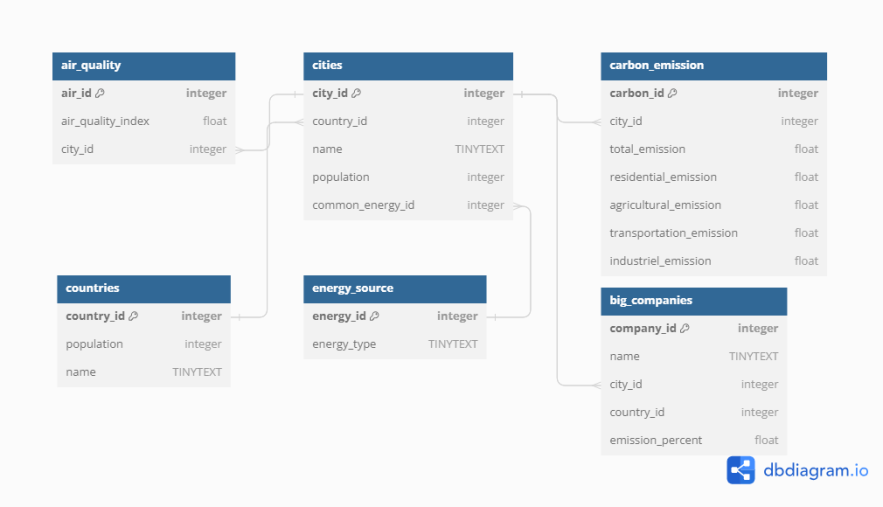 air_quality
air_id integer
air_quality_index float
city_id integer
cities
city_id integer
country_id integer
name TINYTEXT
population integer
common_energy_id integer
carbon_emission
carbon_id integer
city_id integer
total_emission float
residential_emission float
agricultural_emission float
transportation_emission float
industriel_emission float
countries
country_id integer
population integer
name TINYTEXT
energy_source
energy_id integer
energy_type TINYTEXT
big_companies
company_id integer
name TINYTEXT
city_id integer
country_id integer
emission_percent float
dbdiagram.io